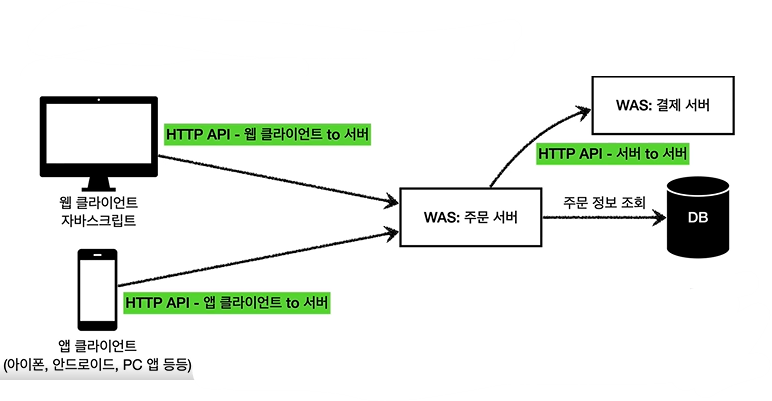 WAS: 결제 서버
HTTP API - 웹 클라이언트 to 서버
HTTP API - 서버 to 서버
웹 클라이언트
자바스크립트
주문 정보 조회
WAS: 주문 서버
DB
HTTP API - 앱 클라이언트 to 서버
앱 클라이언트
(아이폰, 안드로이드, PC 앱 등등)